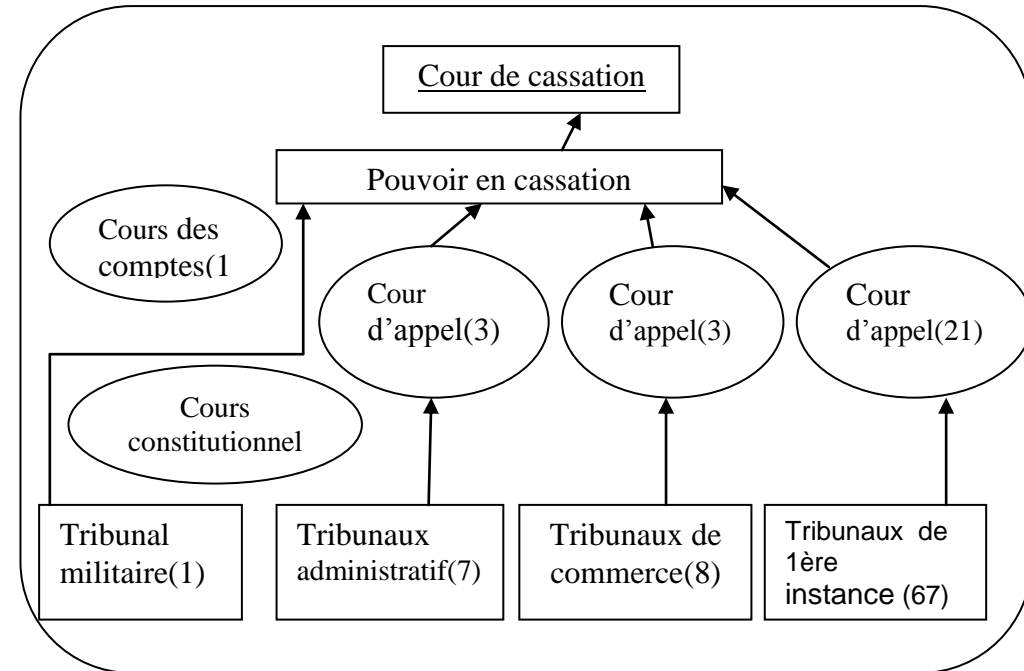 Cour de cassation
Pouvoir en cassation
Cours des
comptes(1
Cour
d’appel(3)
Cour
d’appel(3)
Cour
d’appel(21)
Cours
constitutionnel
Tribunal
militaire(1)
Tribunaux
administratif(7)
Tribunaux de
commerce(8)
Tribunaux de
1ère
instance (67)